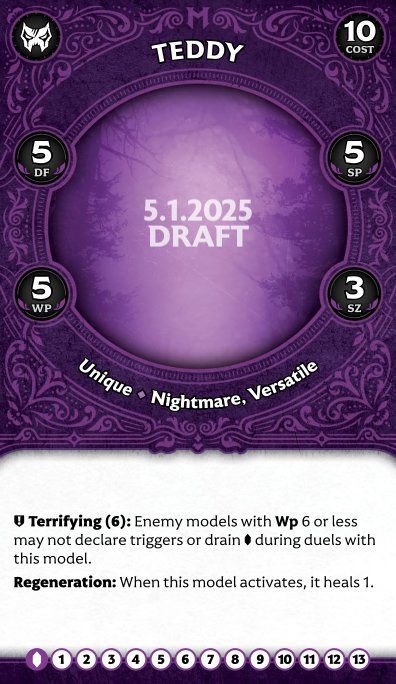 TEDDY
10
COST
5
DF
5
SP
5.1.2025
DRAFT
5
WP
3
SZ
Unique ◆ Nightmare, Versatile
Terrifying (6): Enemy models with Wp 6 or less
may not declare triggers or drain during duels with
this model.
Regeneration: When this model activates, it heals 1.
1 2 3 4 5 6 7 8 9 10 11 12 13